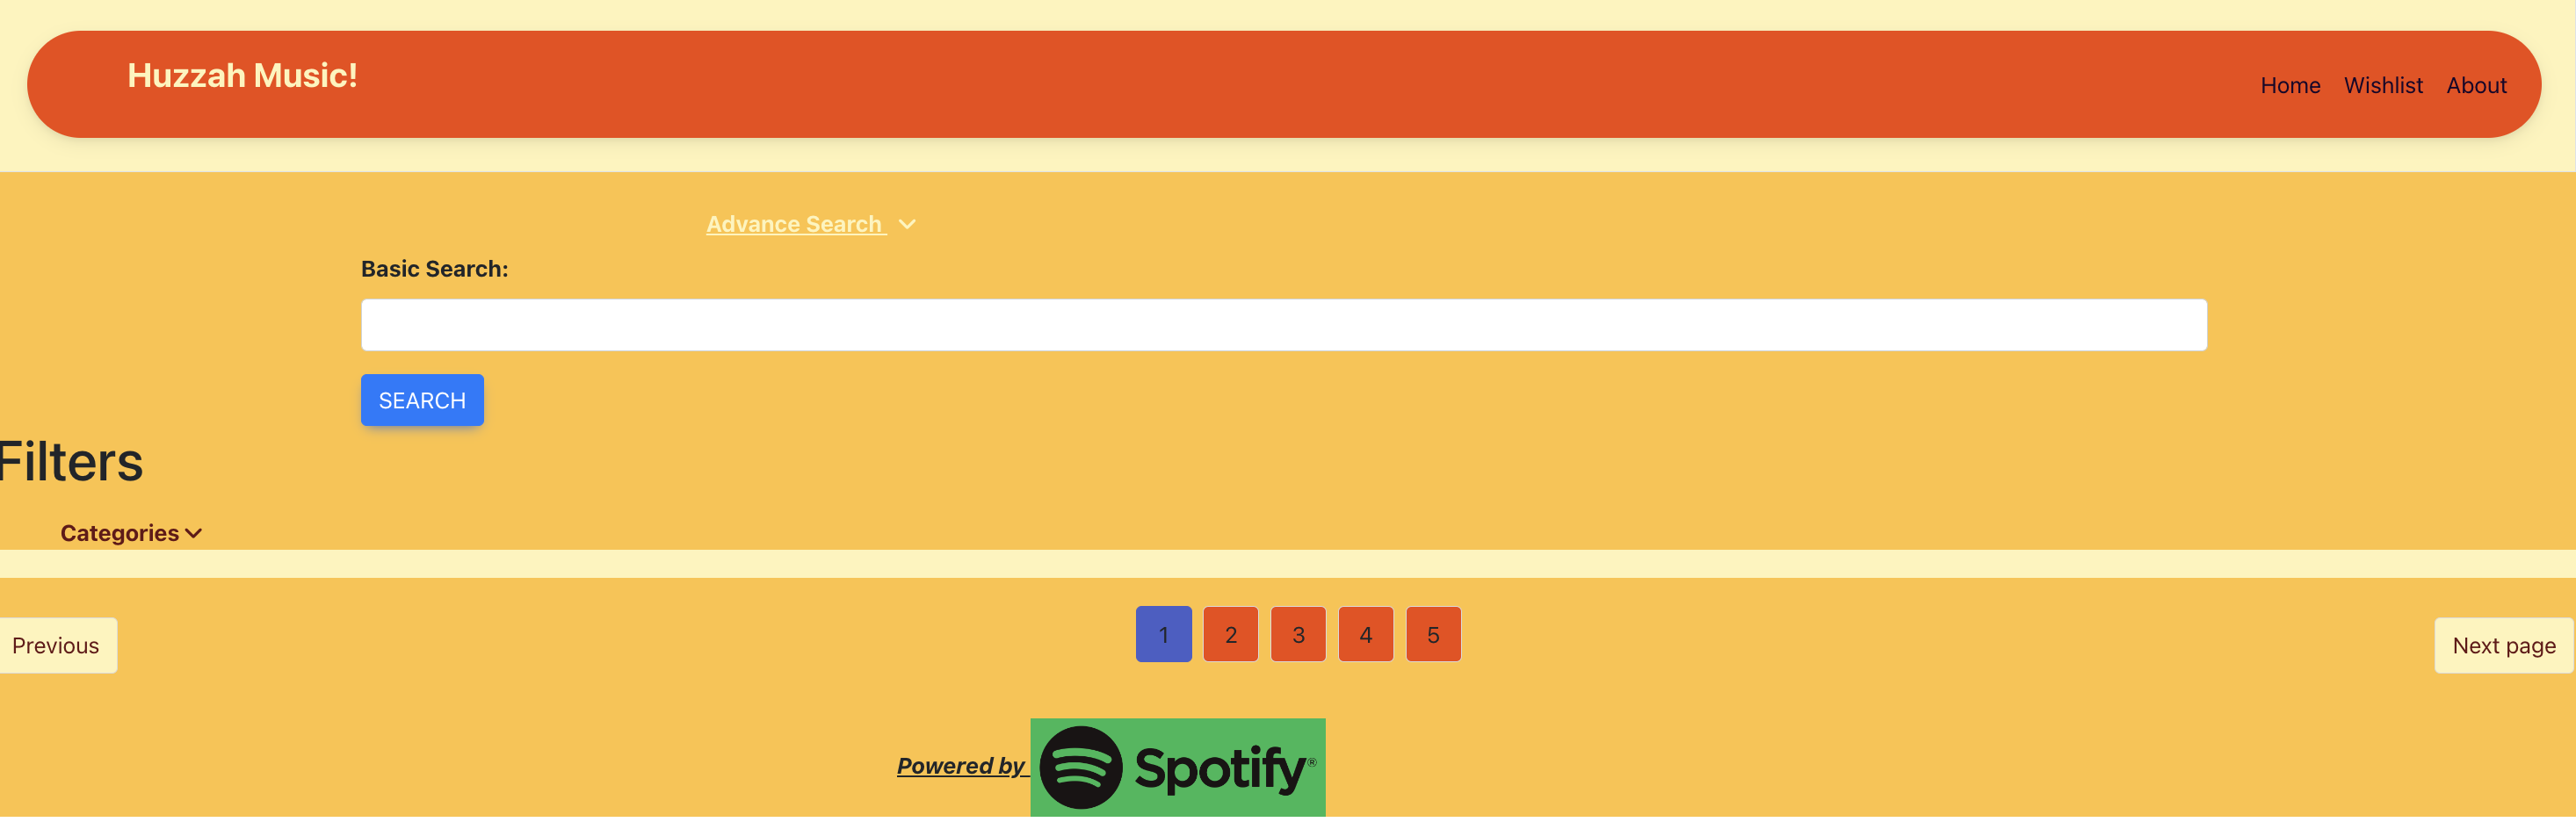 Huzzah Music!
Home Wishlist About
Advance Search
Basic Search:
SEARCH
Filters
Categories
1 2 3 4 5
Previous
Next page
Powered by Spotify®